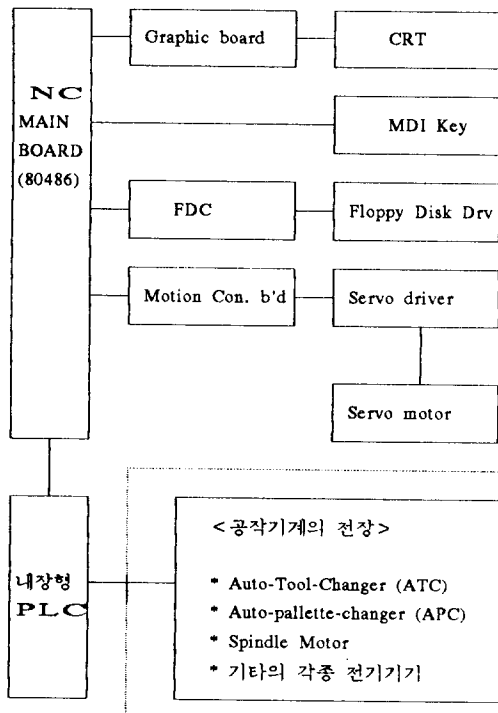 Graphic board
CRT
NC
MAIN
BOARD
(80486)
MDI Key
FDC
Floppy Disk Drv
Motion Con. b'd
Servo driver
Servo motor
내장형
PLC
<공작기계의 전장>
* Auto-Tool-Changer (ATC)
* Auto-pallette-changer (APC)
* Spindle Motor
* 기타의 각종 전기기기